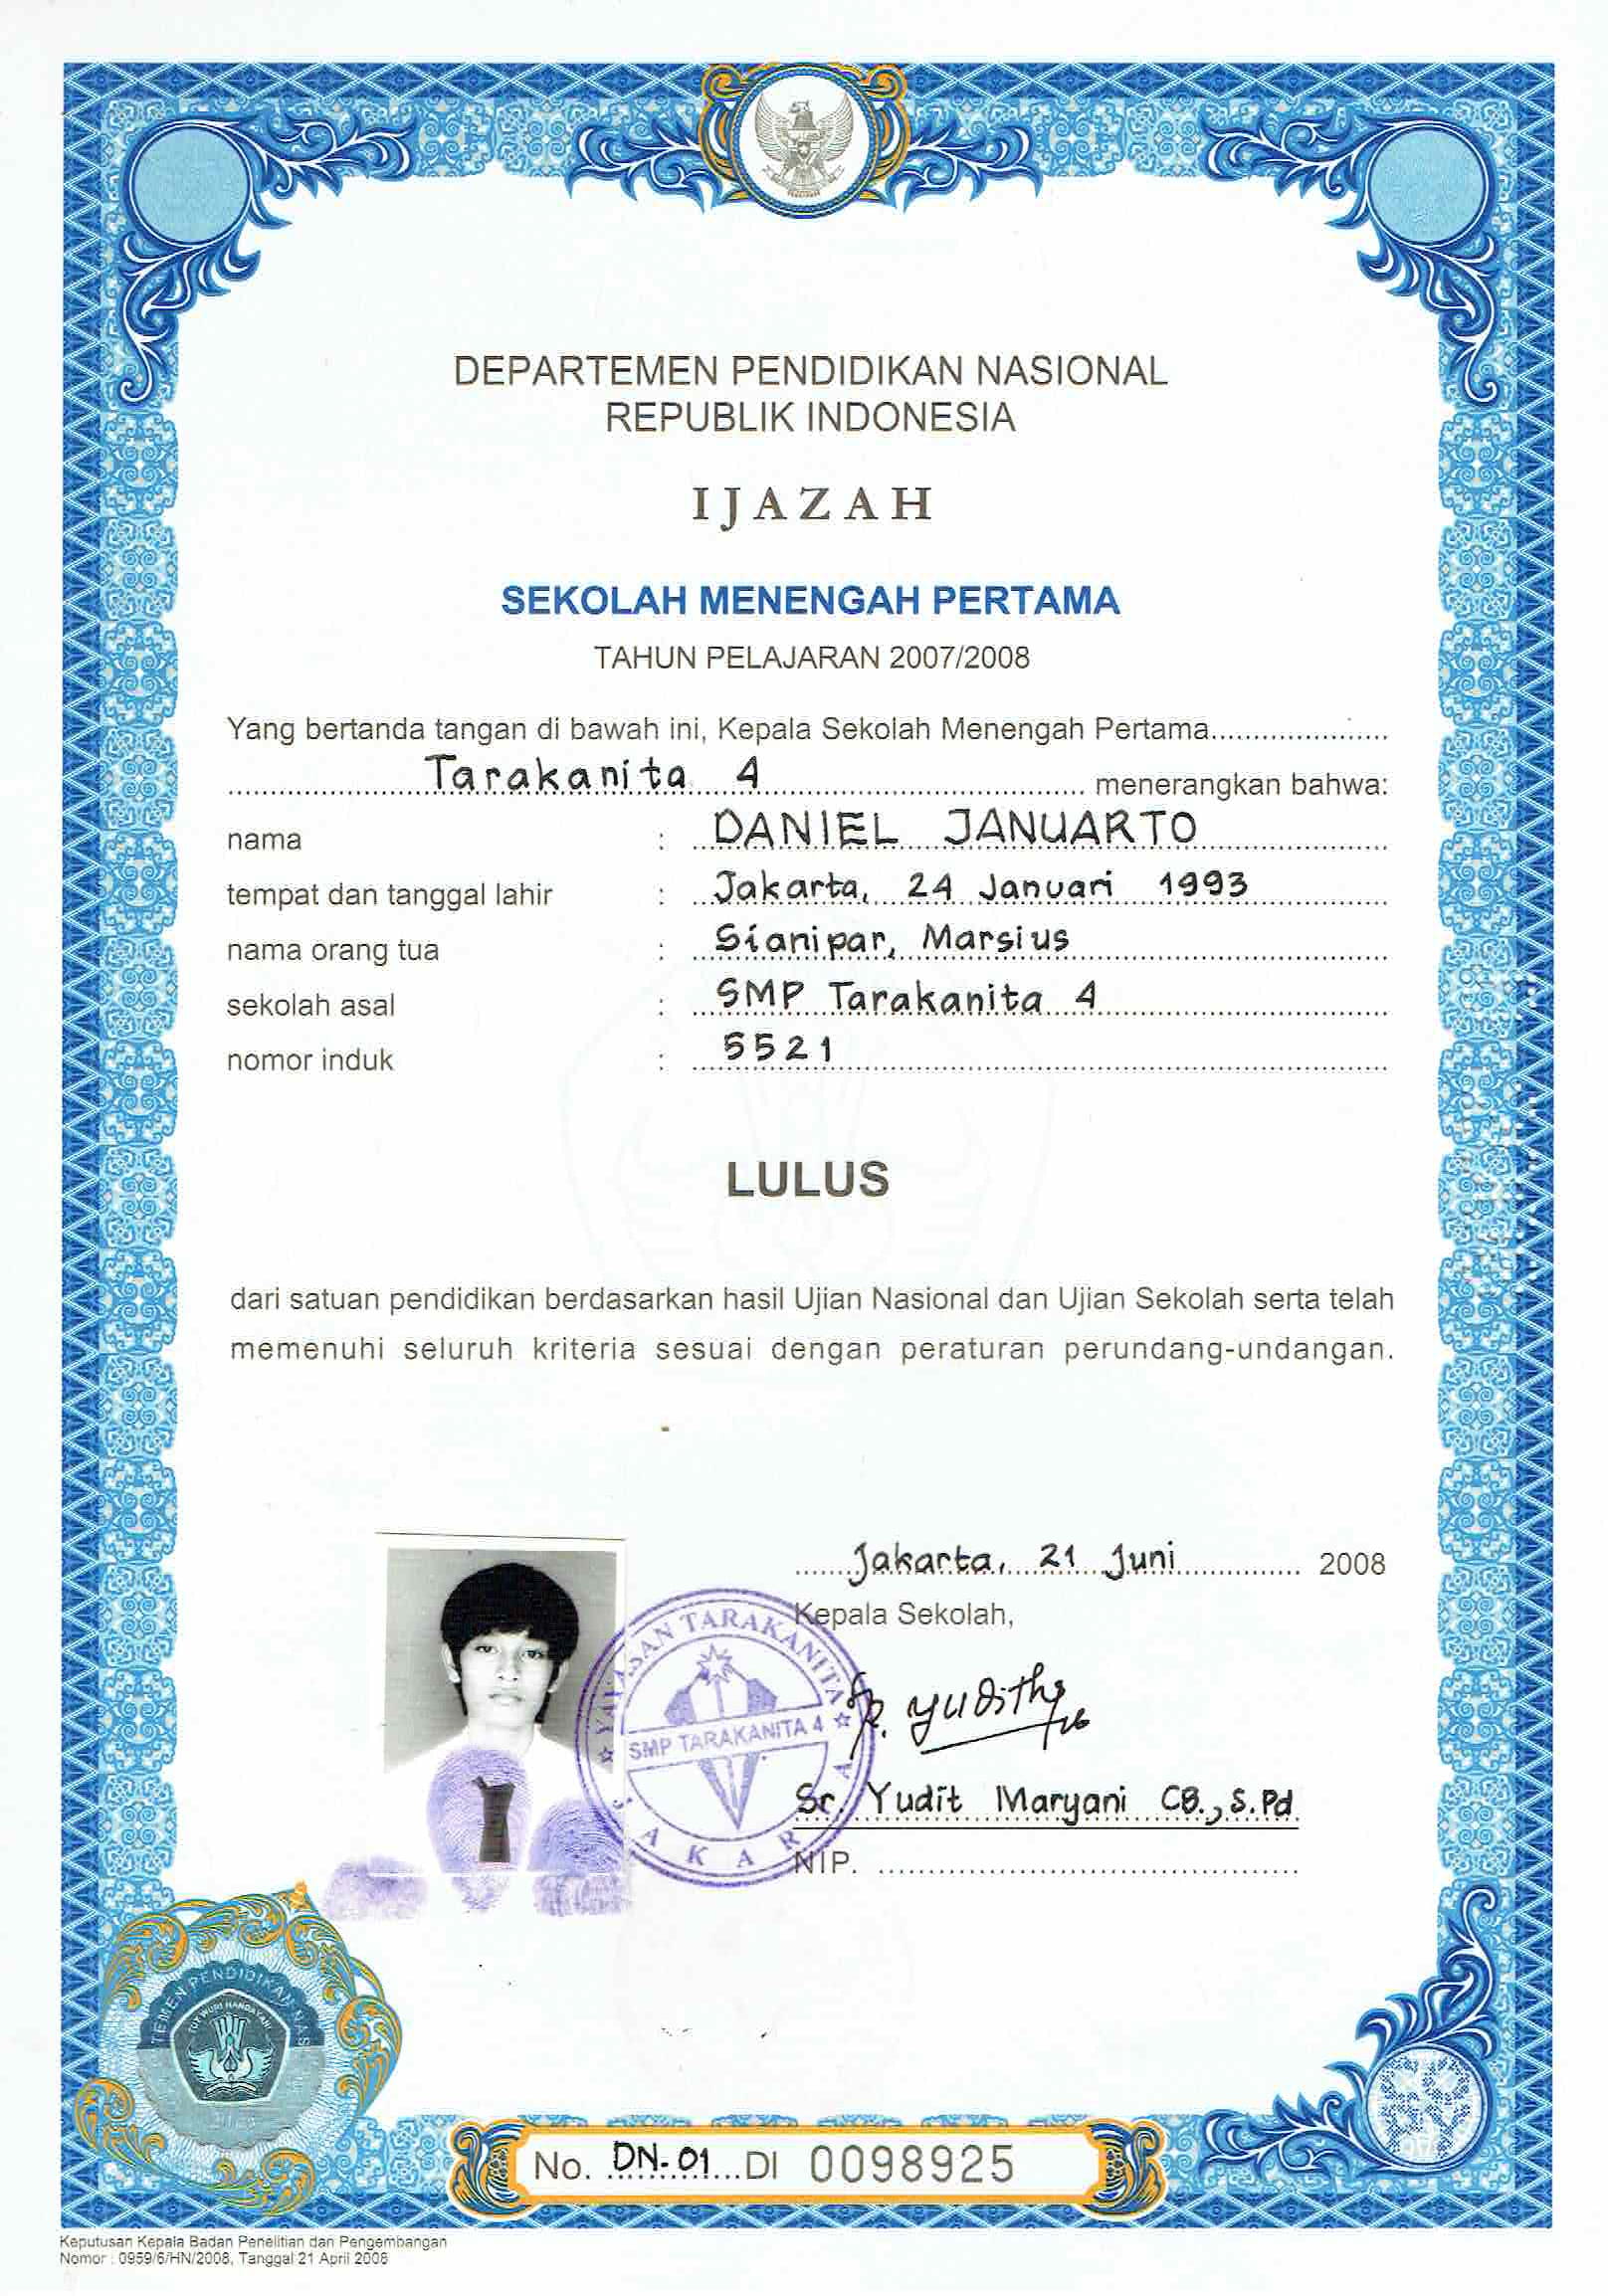 DEPARTEMEN PENDIDIKAN NASIONAL
REPUBLIK INDONESIA
IJAZAH
SEKOLAH MENENGAH PERTAMA
TAHUN PELAJARAN 2007/2008
Yang bertanda tangan di bawah ini, Kepala Sekolah Menengah Pertama
Tarakanita 4 menerangkan bahwa:
nama : DANIEL JANUARTO
tempat dan tanggal lahir : Jakarta, 24 Januari 1993
nama orang tua : Sianipar, Marsius
sekolah asal : SMP Tarakanita 4
nomor induk : 5521
LULUS
dari satuan pendidikan berdasarkan hasil Ujian Nasional dan Ujian Sekolah serta telah
memenuhi seluruh kriteria sesuai dengan peraturan perundang-undangan.
Jakarta, 21 Juni 2008
Kepala Sekolah,
YAYASAN TARAKANITA
SMP TARAKANITA 4
JAKARTA
Sr. Yudit Maryani CB., S.Pd
NIP.
TUT WURI HANDAYANI
No. DN-01 DI 0098925
Keputusan Kepala Badan Penelitian dan Pengembangan
Nomor : 0959/6/HN/2008, Tanggal 21 April 2008